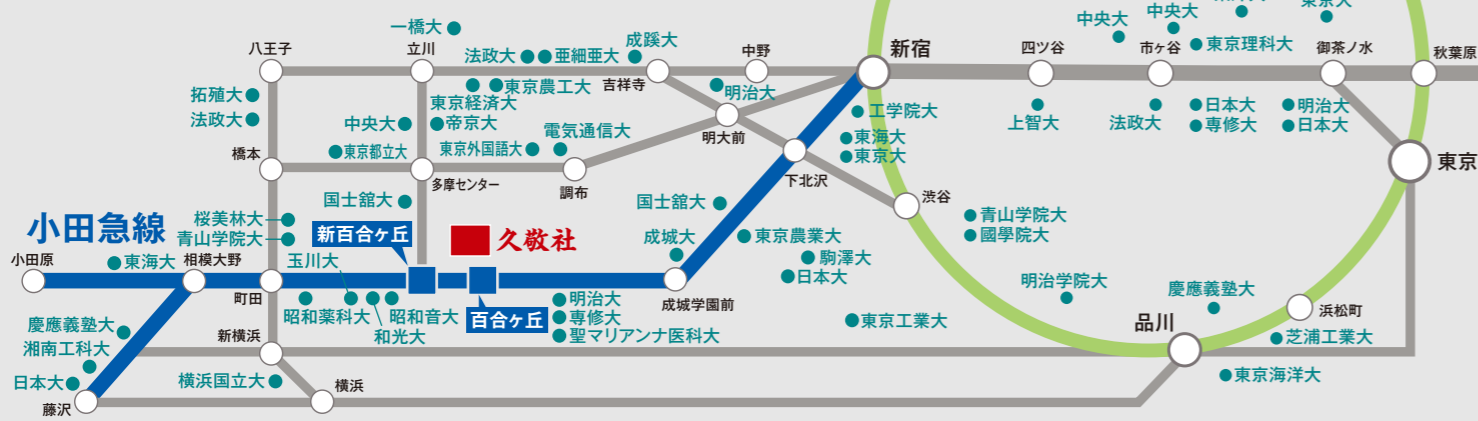 東京大
中央大
中央大
東京理科大
一橋大
成蹊大
法政大
亜細亜大
八王子
立川
中野
新宿
四ツ谷
市ヶ谷
御茶ノ水
秋葉原
吉祥寺
東京農工大
東京経済大
明治大
拓殖大
法政大
中央大
帝京大
電気通信大
東京都立大
東京外国語大
明大前
工学院大
東海大
東京大
上智大
法政大
日本大
専修大
明治大
日本大
橋本
多摩センター
調布
下北沢
東京
渋谷
国士舘大
国士舘大
桜美林大
青山学院大
小田急線
新百合ヶ丘
久敬社
成城大
東京農業大
駒澤大
日本大
青山学院大
國學院大
小田原
東海大
相模大野
町田
玉川大
昭和薬科大
和光大
昭和音大
百合ヶ丘
明治大
専修大
聖マリアンナ医科大
成城学園前
東京工業大
明治学院大
慶應義塾大
品川
浜松町
芝浦工業大
東京海洋大
慶應義塾大
湘南工科大
日本大
藤沢
新横浜
横浜国立大
横浜